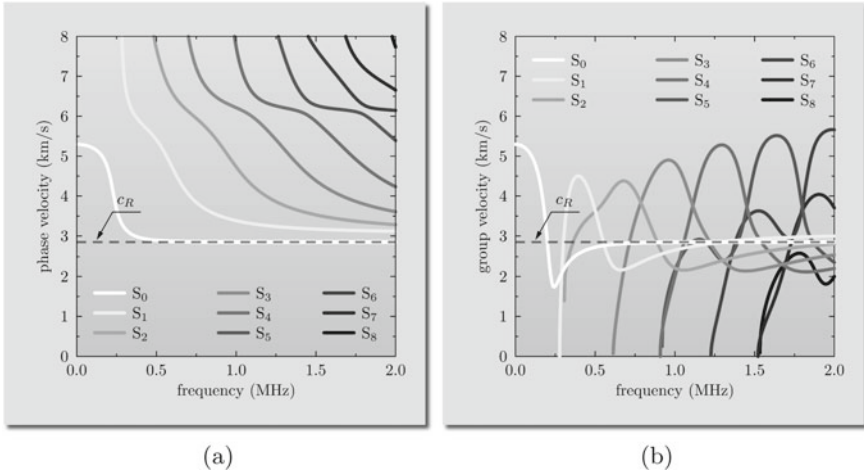 8
7
6
5
4
3
2
1
0
phase velocity (km/s)
c_R
S0 S3 S6
S1 S4 S7
S2 S5 S8
0.0 0.5 1.0 1.5 2.0
frequency (MHz)
(a)
8
7
6
5
4
3
2
1
0
group velocity (km/s)
S0 S3 S6
S1 S4 S7
S2 S5 S8
c_R
0.0 0.5 1.0 1.5 2.0
frequency (MHz)
(b)